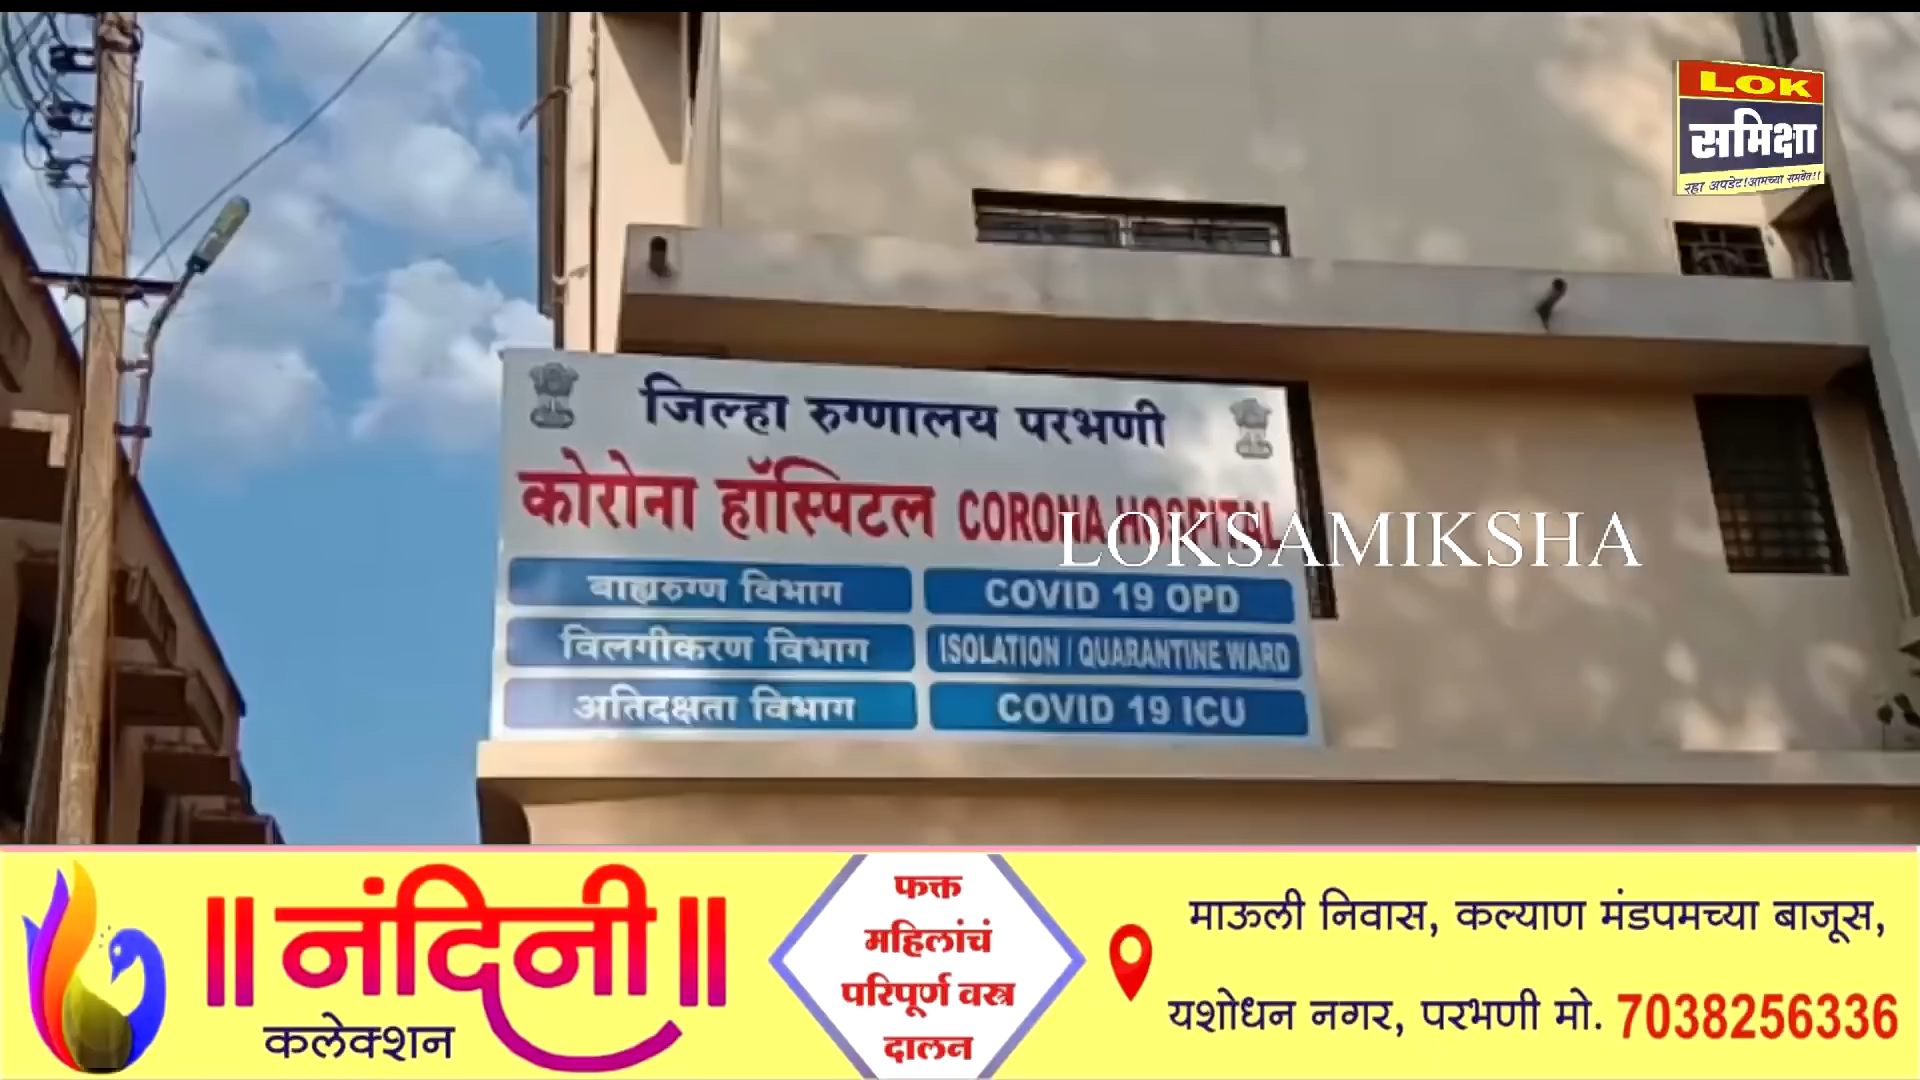 LOK
समिक्षा
रहा अपडेट!आमच्या समवेत!!
जिल्हा रुग्णालय परभणी
कोरोना हॉस्पिटल CORONA HOSPITAL
LOKSAMIKSHA
बाह्यरुग्ण विभाग COVID 19 OPD
विलगीकरण विभाग ISOLATION / QUARANTINE WARD
अतिदक्षता विभाग COVID 19 ICU
॥ नंदिनी ॥
कलेक्शन
फक्त
महिलांचं
परिपूर्ण वस्त्र
दालन
माऊली निवास, कल्याण मंडपमच्या बाजूस,
यशोधन नगर, परभणी मो. 7038256336